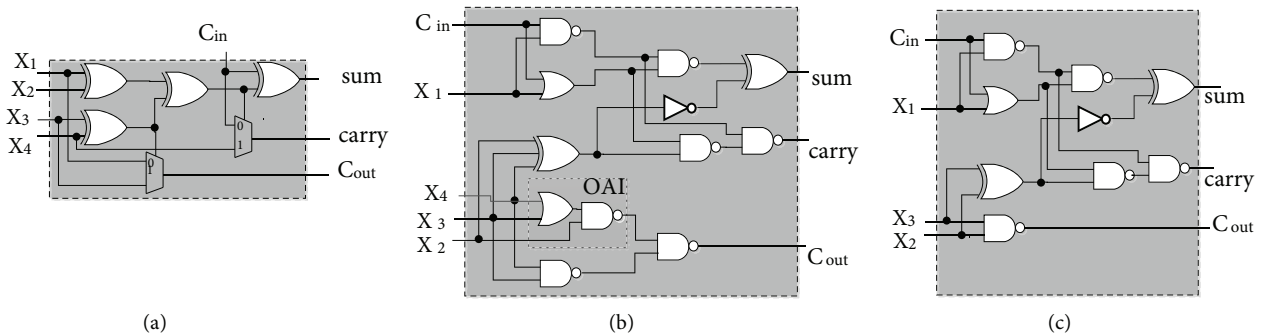 Cin
X1
X2
X3
X4
0
1
0
1
sum
carry
Cout
(a)
C in
X 1
X4
X 3
X 2
OAI
sum
carry
C out
(b)
Cin
X1
X3
X2
sum
carry
C out
(c)